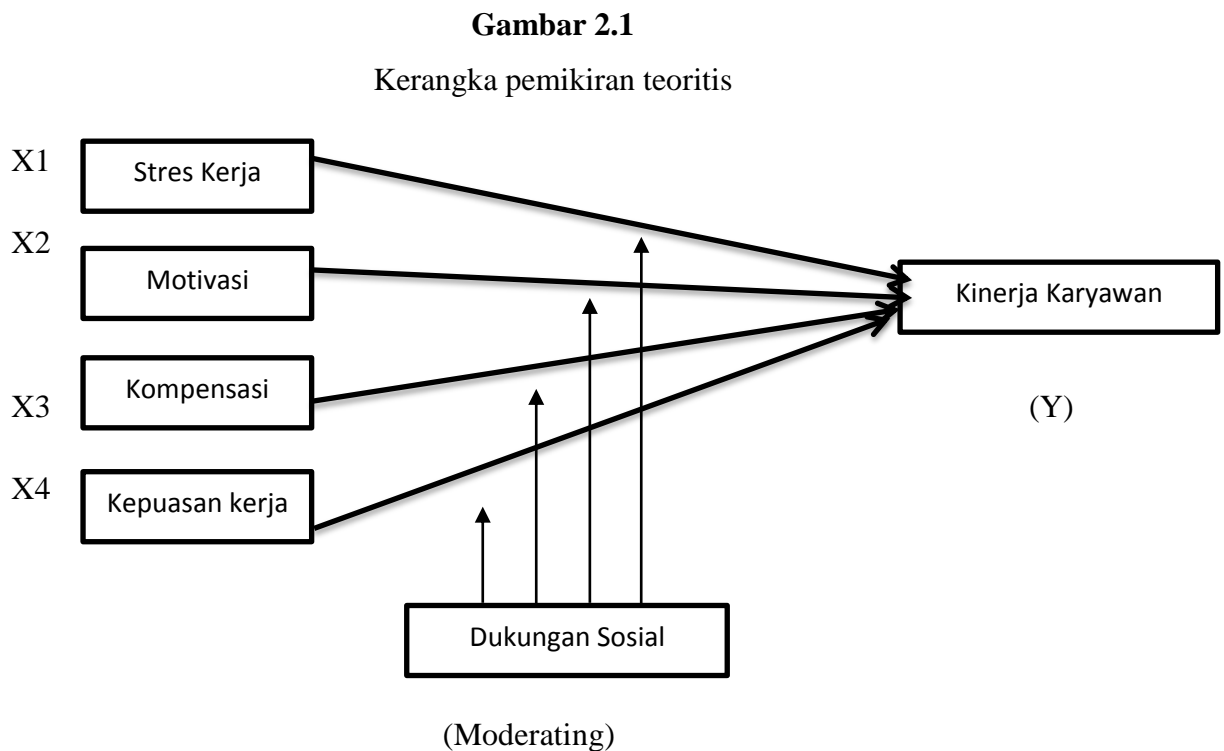 Gambar 2.1
Kerangka pemikiran teoritis
X1
Stres Kerja
X2
Motivasi
Kinerja Karyawan
X3
Kompensasi
(Y)
X4
Kepuasan kerja
Dukungan Sosial
(Moderating)